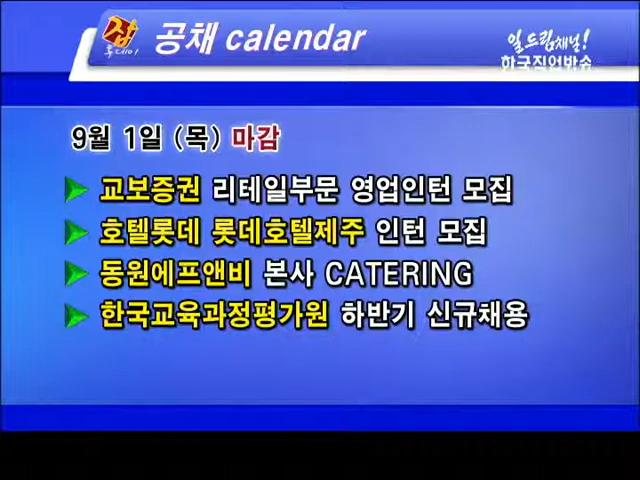 잡
공채 calendar
일드림채널!
한국직업방송
9월 1일 (목) 마감
교보증권 리테일부문 영업인턴 모집
호텔롯데 롯데호텔제주 인턴 모집
동원에프앤비 본사 CATERING
한국교육과정평가원 하반기 신규채용